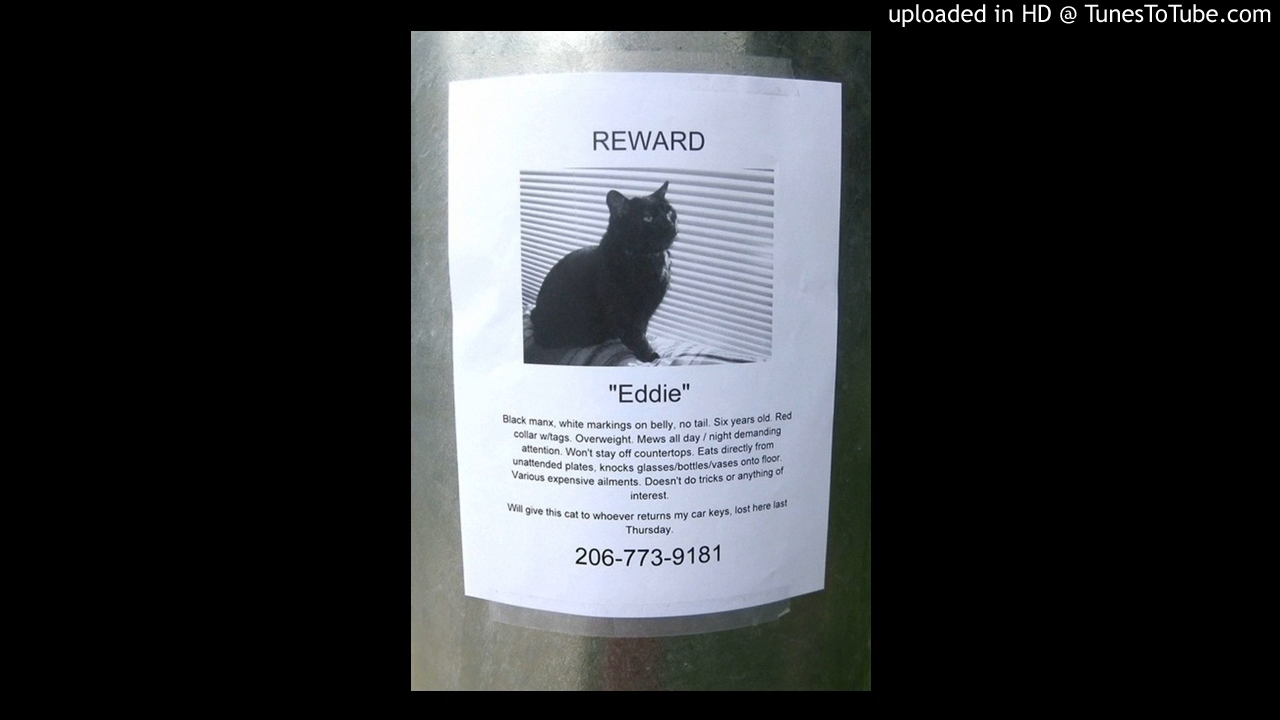 uploaded in HD @ TunesToTube.com
REWARD
"Eddie"
Black manx, white markings on belly, no tail. Six years old. Red
collar w/tags. Overweight. Mews all day / night demanding
attention. Won't stay off countertops. Eats directly from
unattended plates, knocks glasses/bottles/vases onto floor.
Various expensive ailments. Doesn't do tricks or anything of
interest.
Will give this cat to whoever returns my car keys, lost here last
Thursday.
206-773-9181